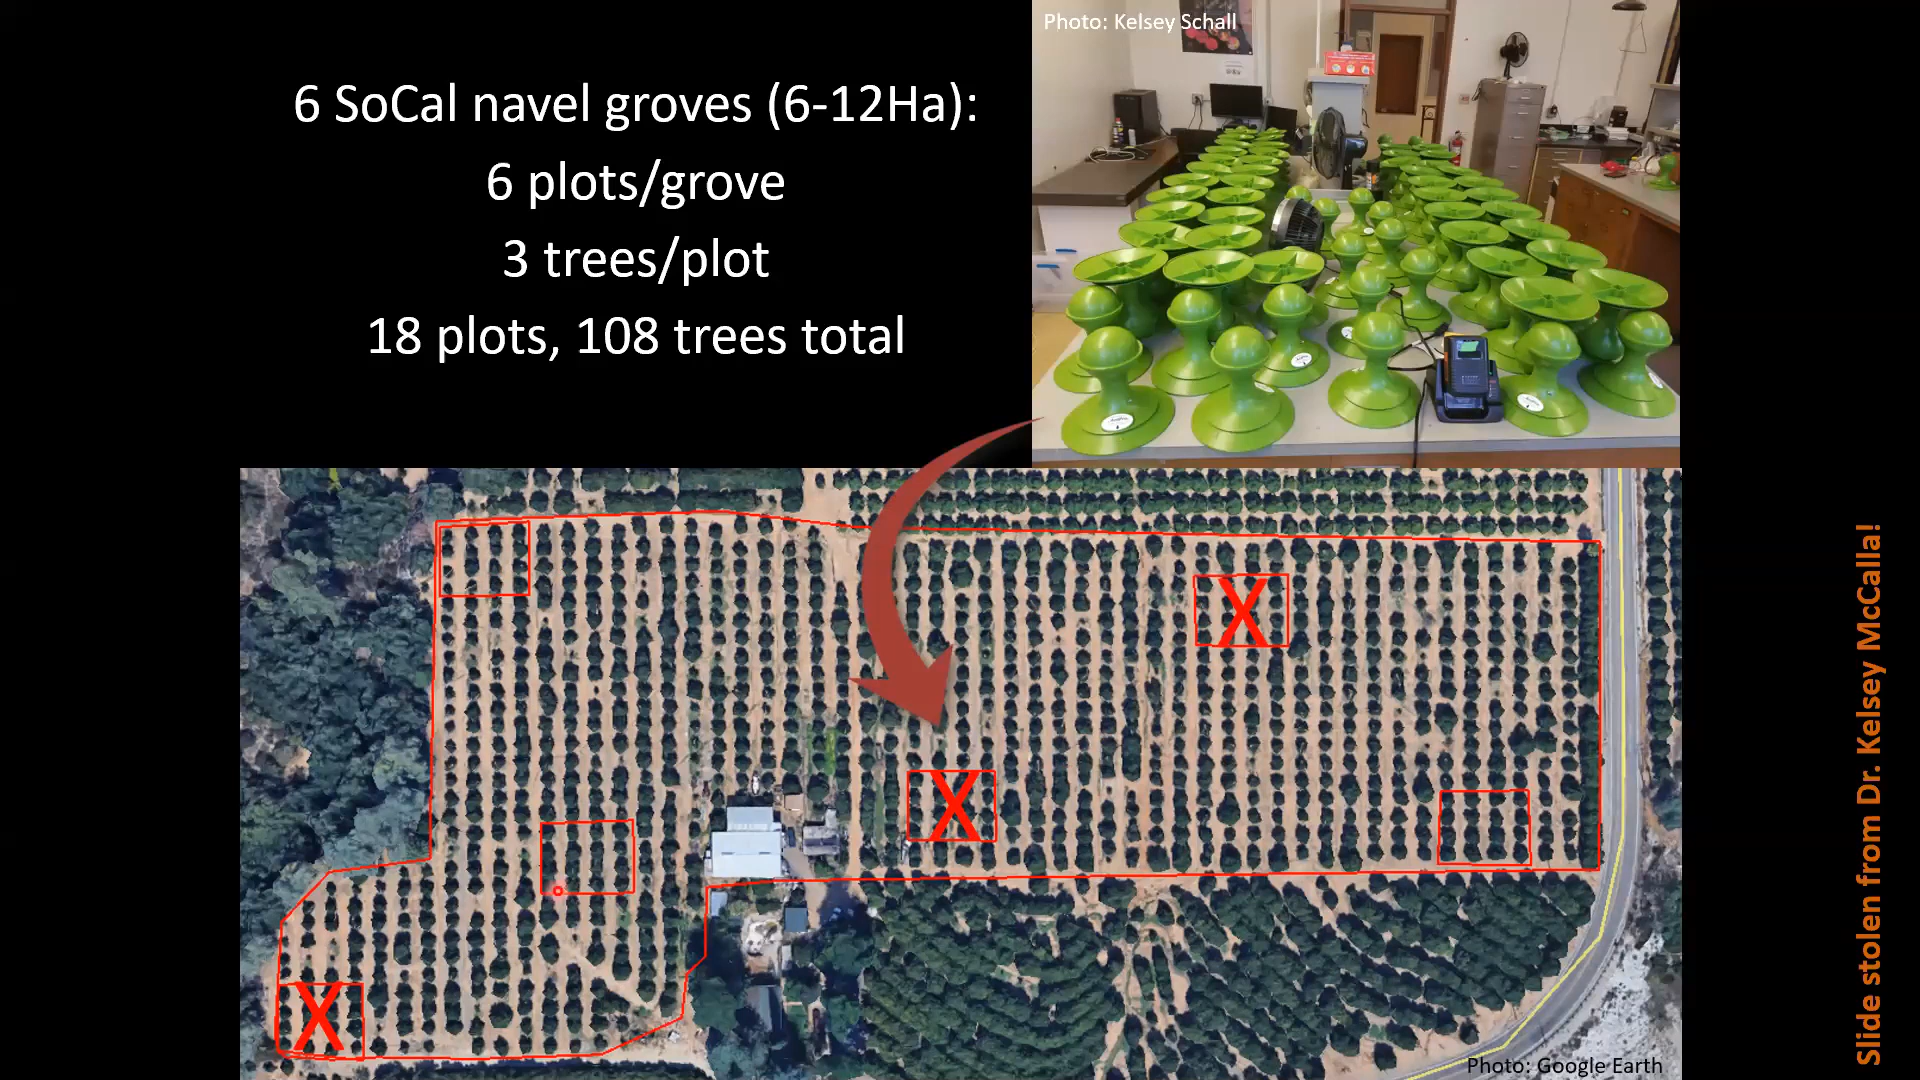 Photo: Kelsey Schall
6 SoCal navel groves (6-12Ha):
6 plots/grove
3 trees/plot
18 plots, 108 trees total
X
X
X
Photo: Google Earth
Slide stolen from Dr. Kelsey McCalla!